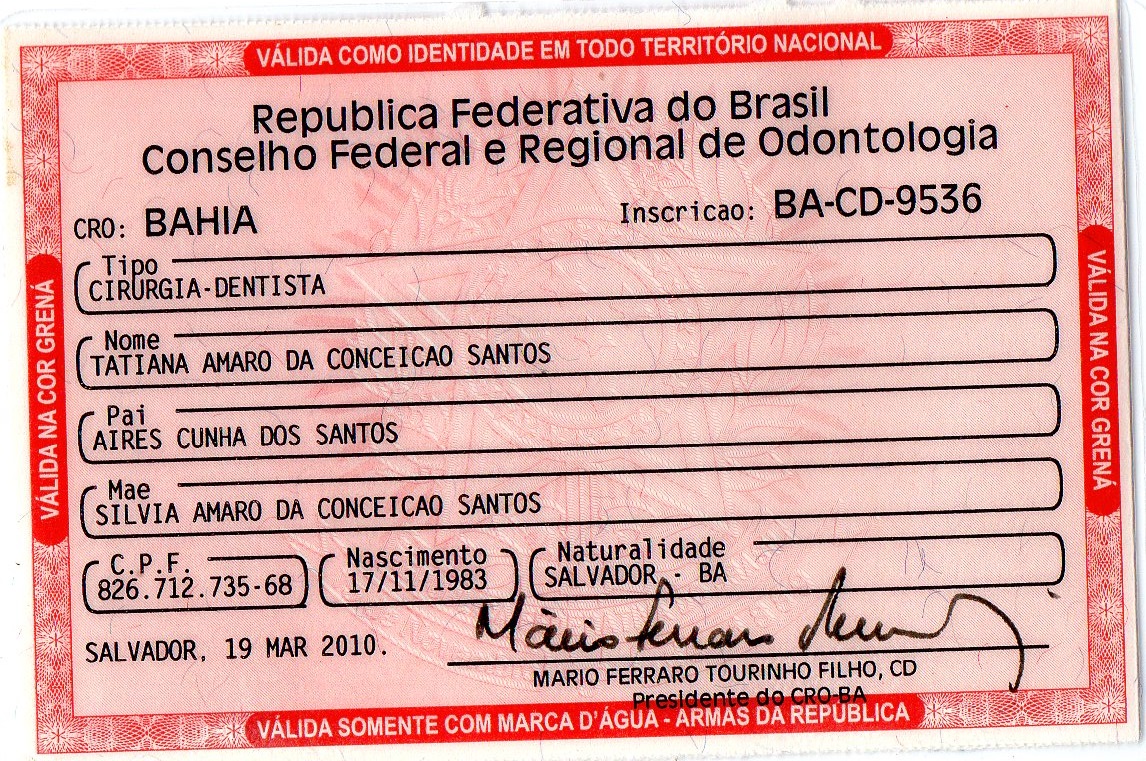 VÁLIDA COMO IDENTIDADE EM TODO TERRITÓRIO NACIONAL
Republica Federativa do Brasil
Conselho Federal e Regional de Odontologia
CRO: BAHIA Inscricao: BA-CD-9536
Tipo
CIRURGIA-DENTISTA
Nome
TATIANA AMARO DA CONCEICAO SANTOS
Pai
AIRES CUNHA DOS SANTOS
Mae
SILVIA AMARO DA CONCEICAO SANTOS
C.P.F. Nascimento Naturalidade
826.712.735-68 17/11/1983 SALVADOR - BA
SALVADOR, 19 MAR 2010.
MARIO FERRARO TOURINHO FILHO, CD
Presidente do CRO-BA
VÁLIDA SOMENTE COM MARCA D'ÁGUA - ARMAS DA REPÚBLICA
VÁLIDA NA COR GRENÁ
VÁLIDA NA COR GRENÁ